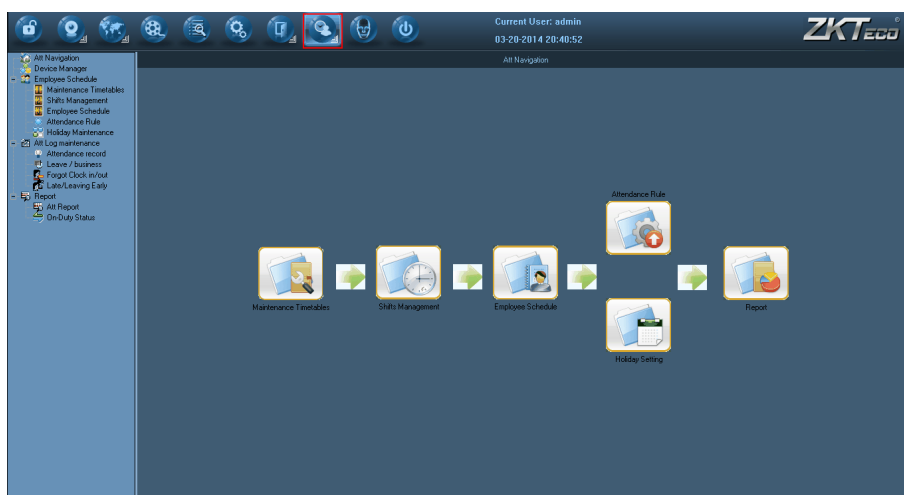 Current User: admin
03-20-2014 20:40:52
ZKTeco
Att Navigation
Att Navigation
Device Manager
Employee Schedule
Maintenance Timetables
Shifts Management
Employee Schedule
Attendance Rule
Holiday Maintenance
Att Log maintenance
Attendance record
Leave / business
Forgot Clock in/out
Late/Leaving Early
Report
Att Report
On-Duty Status
Attendance Rule
Maintenance Timetables
Shifts Management
Employee Schedule
Report
Holiday Setting